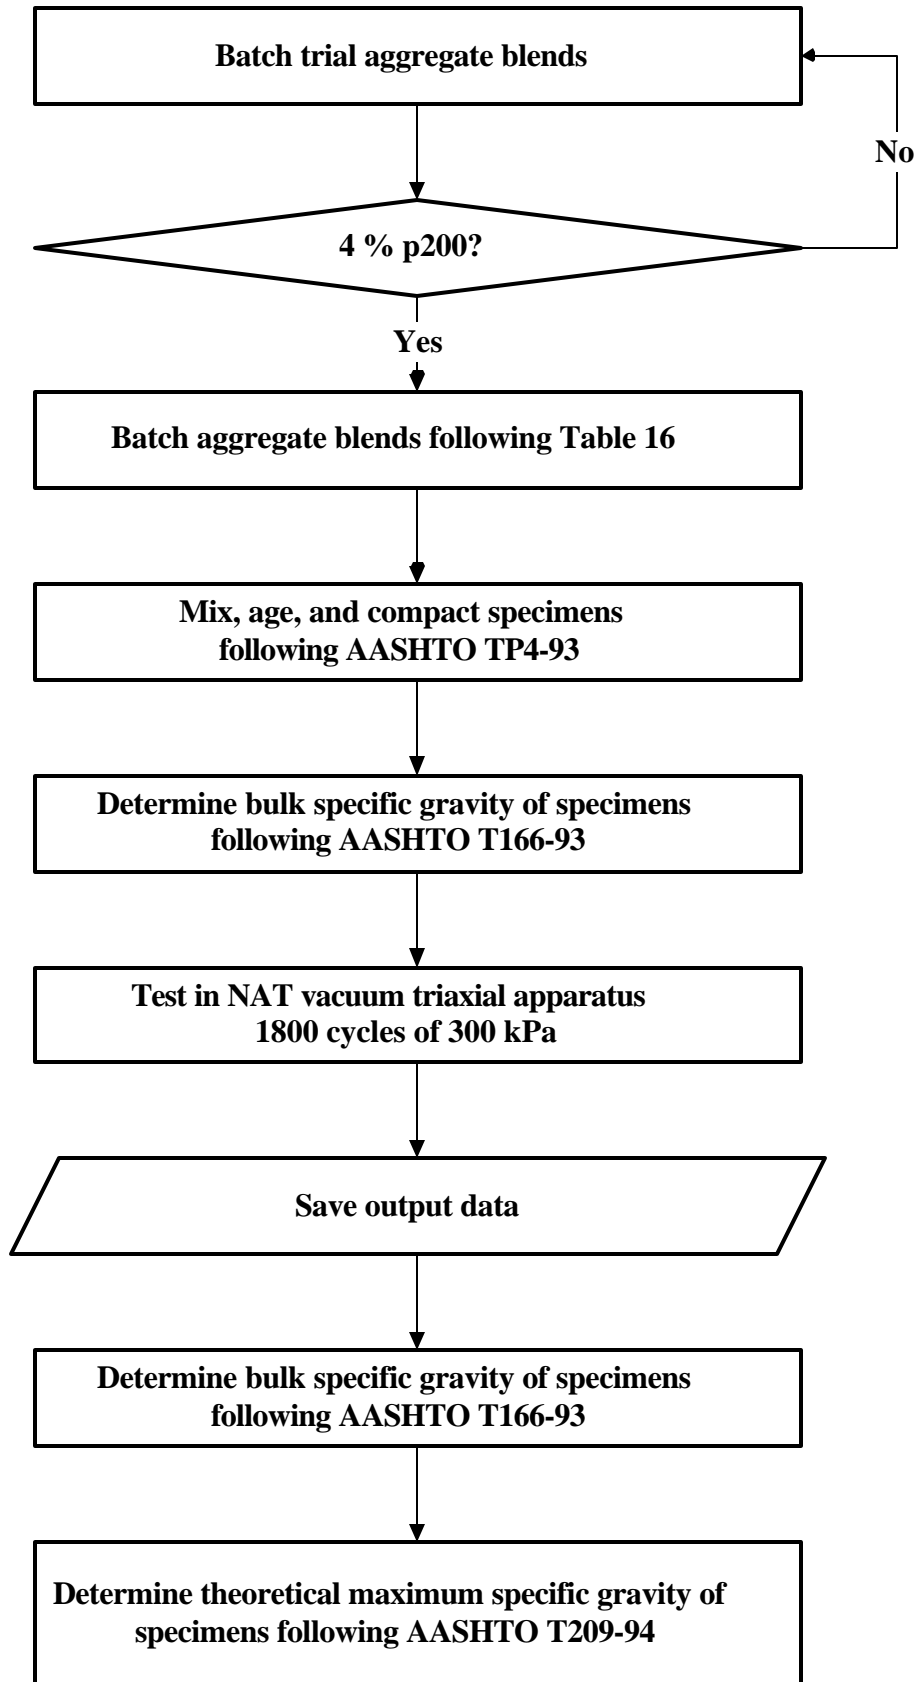 Batch trial aggregate blends
No
4 % p200?
Yes
Batch aggregate blends following Table 16
Mix, age, and compact specimens
following AASHTO TP4-93
Determine bulk specific gravity of specimens
following AASHTO T166-93
Test in NAT vacuum triaxial apparatus
1800 cycles of 300 kPa
Save output data
Determine bulk specific gravity of specimens
following AASHTO T166-93
Determine theoretical maximum specific gravity of
specimens following AASHTO T209-94